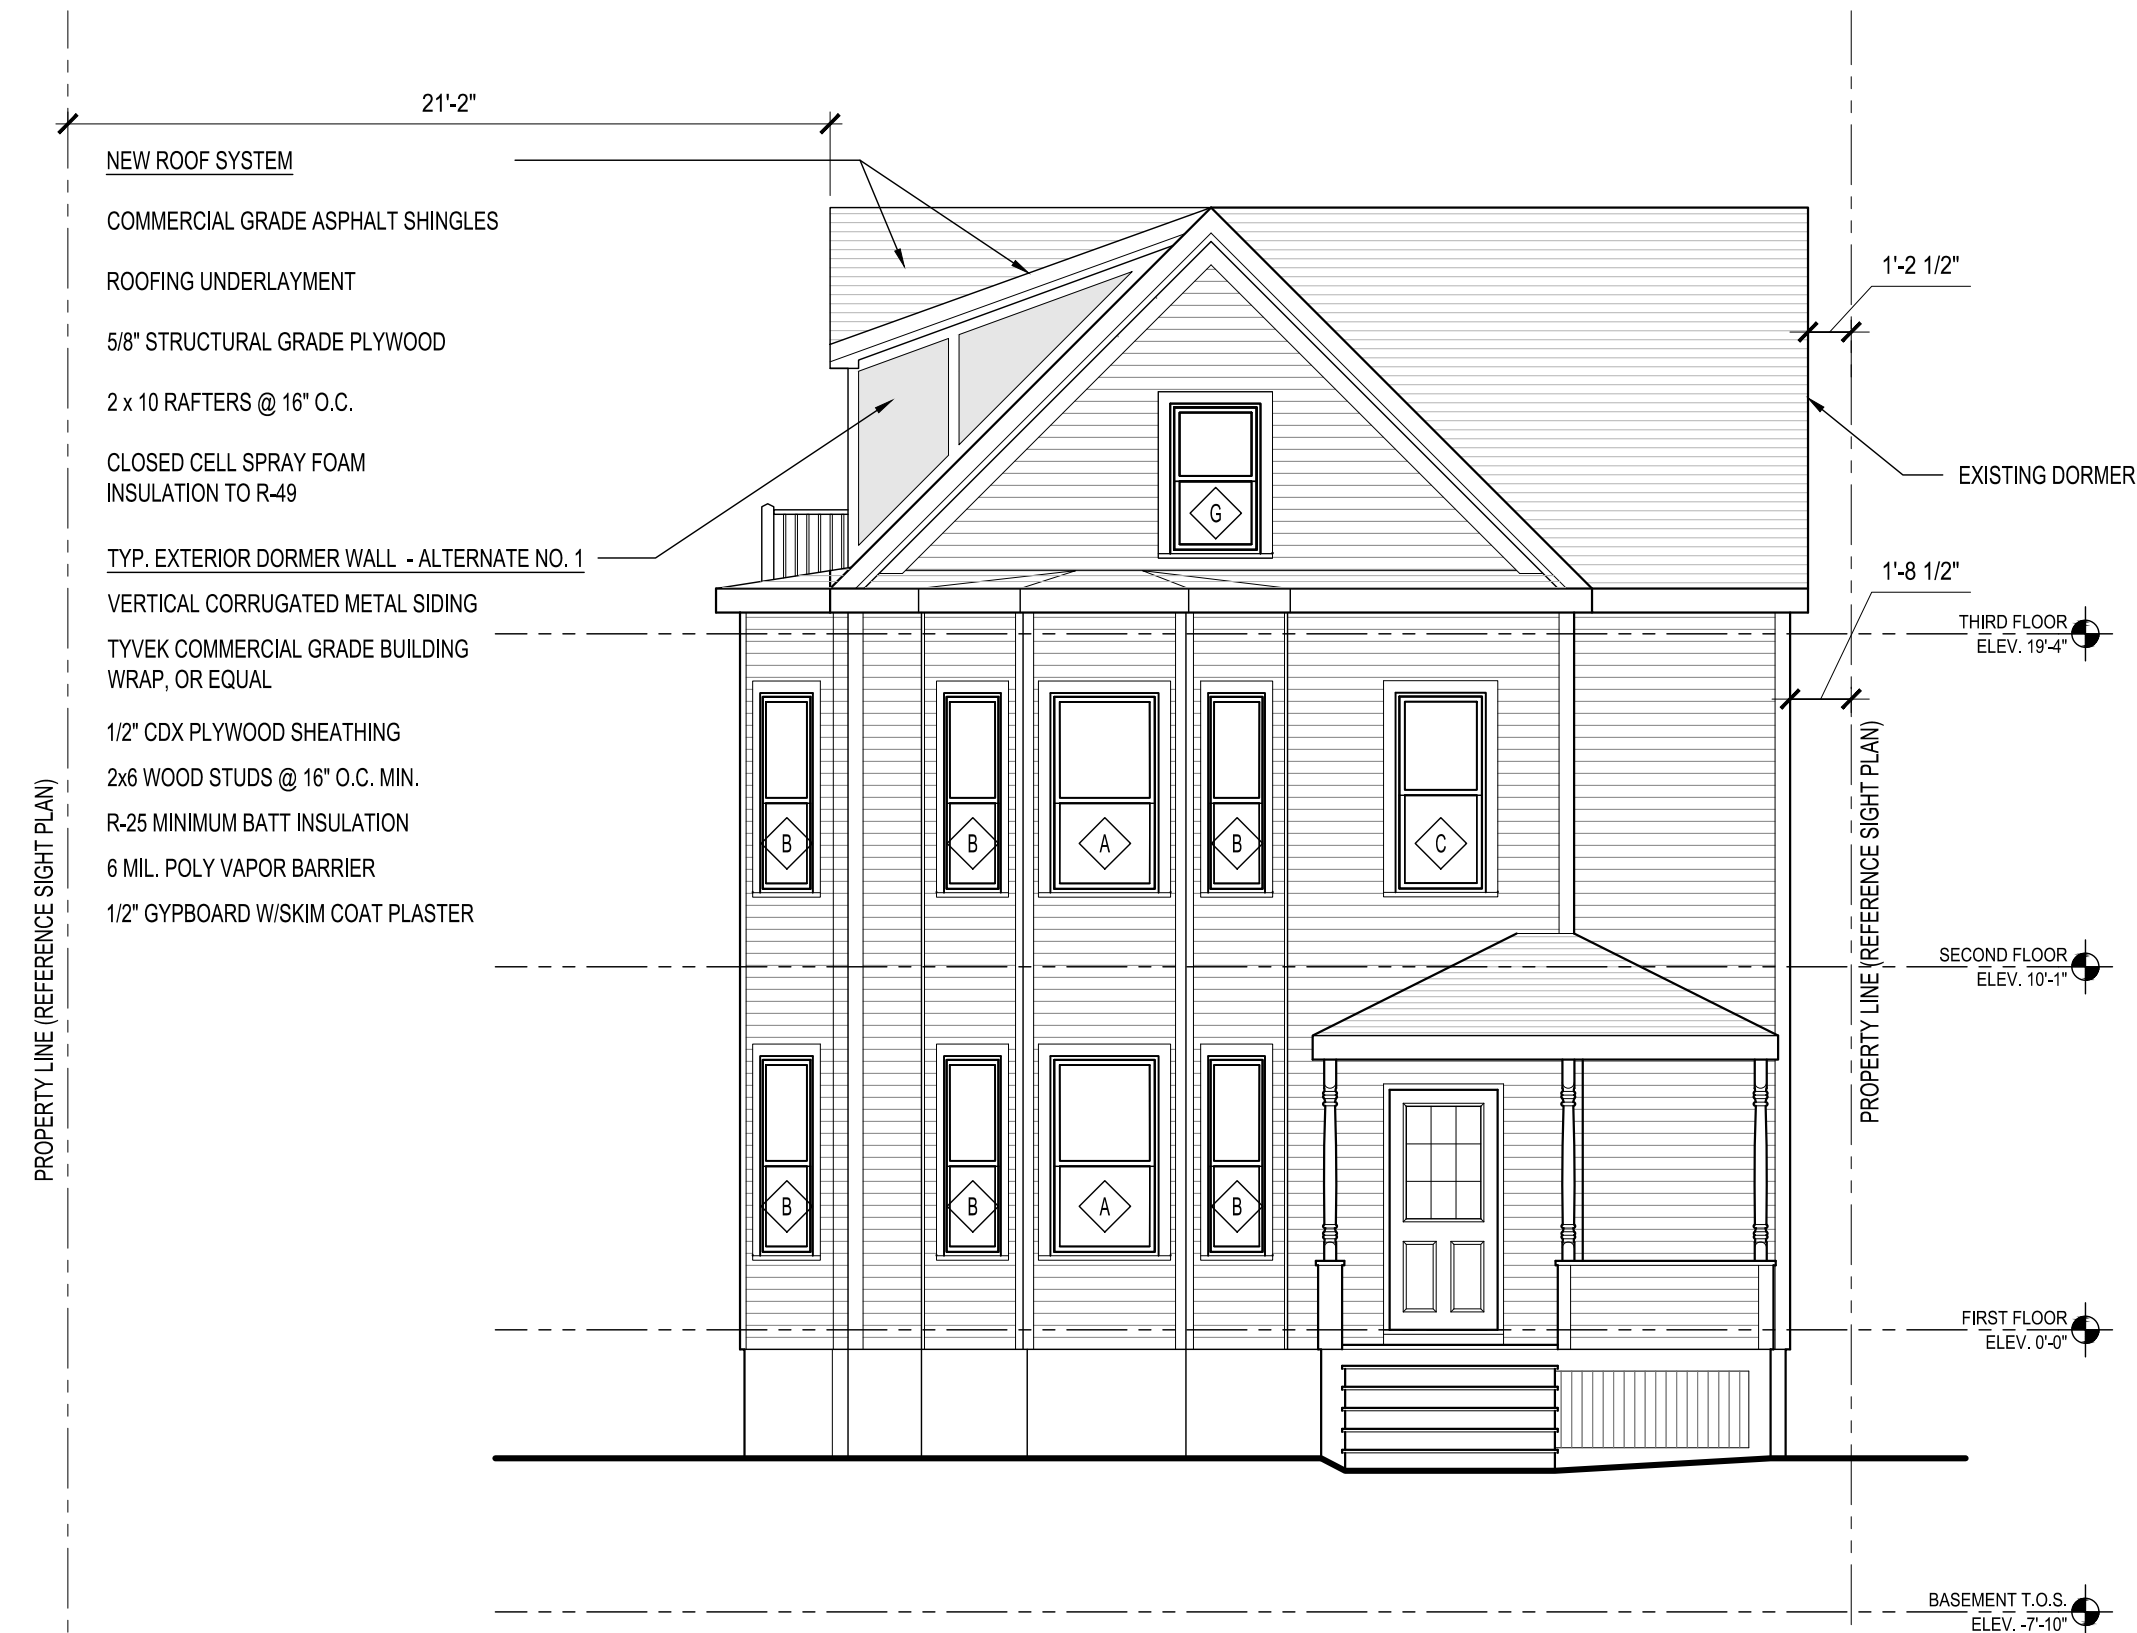 21'-2"
NEW ROOF SYSTEM
COMMERCIAL GRADE ASPHALT SHINGLES
ROOFING UNDERLAYMENT
5/8" STRUCTURAL GRADE PLYWOOD
2 x 10 RAFTERS @ 16" O.C.
CLOSED CELL SPRAY FOAM
INSULATION TO R-49
TYP. EXTERIOR DORMER WALL - ALTERNATE NO. 1
VERTICAL CORRUGATED METAL SIDING
TYVEK COMMERCIAL GRADE BUILDING
WRAP, OR EQUAL
1/2" CDX PLYWOOD SHEATHING
2x6 WOOD STUDS @ 16" O.C. MIN.
R-25 MINIMUM BATT INSULATION
6 MIL. POLY VAPOR BARRIER
1/2" GYPBOARD W/SKIM COAT PLASTER
PROPERTY LINE (REFERENCE SIGHT PLAN)
G
B
B
A
B
C
B
B
A
B
1'-2 1/2"
EXISTING DORMER
1'-8 1/2"
THIRD FLOOR
ELEV. 19'-4"
PROPERTY LINE (REFERENCE SIGHT PLAN)
SECOND FLOOR
ELEV. 10'-1"
FIRST FLOOR
ELEV. 0'-0"
BASEMENT T.O.S.
ELEV. -7'-10"